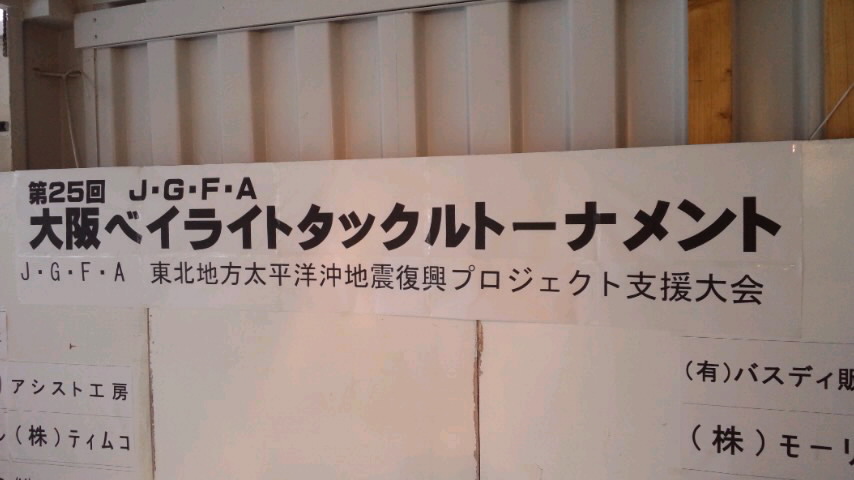 第25回 J・G・F・A
大阪ベイライトタックルトーナメント
J・G・F・A 東北地方太平洋沖地震復興プロジェクト支援大会
アシスト工房
(株)ティムコ
(有)バスディ販
(株)モーリ